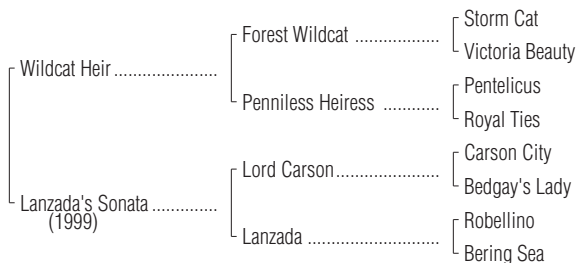 Storm Cat
Forest Wildcat ..................
Victoria Beauty
Wildcat Heir ......................
Pentelicus
Penniless Heiress ............
Royal Ties
Carson City
Lord Carson ......................
Bedgay's Lady
Lanzada's Sonata .............
(1999)
Robellino
Lanzada ............................
Bering Sea